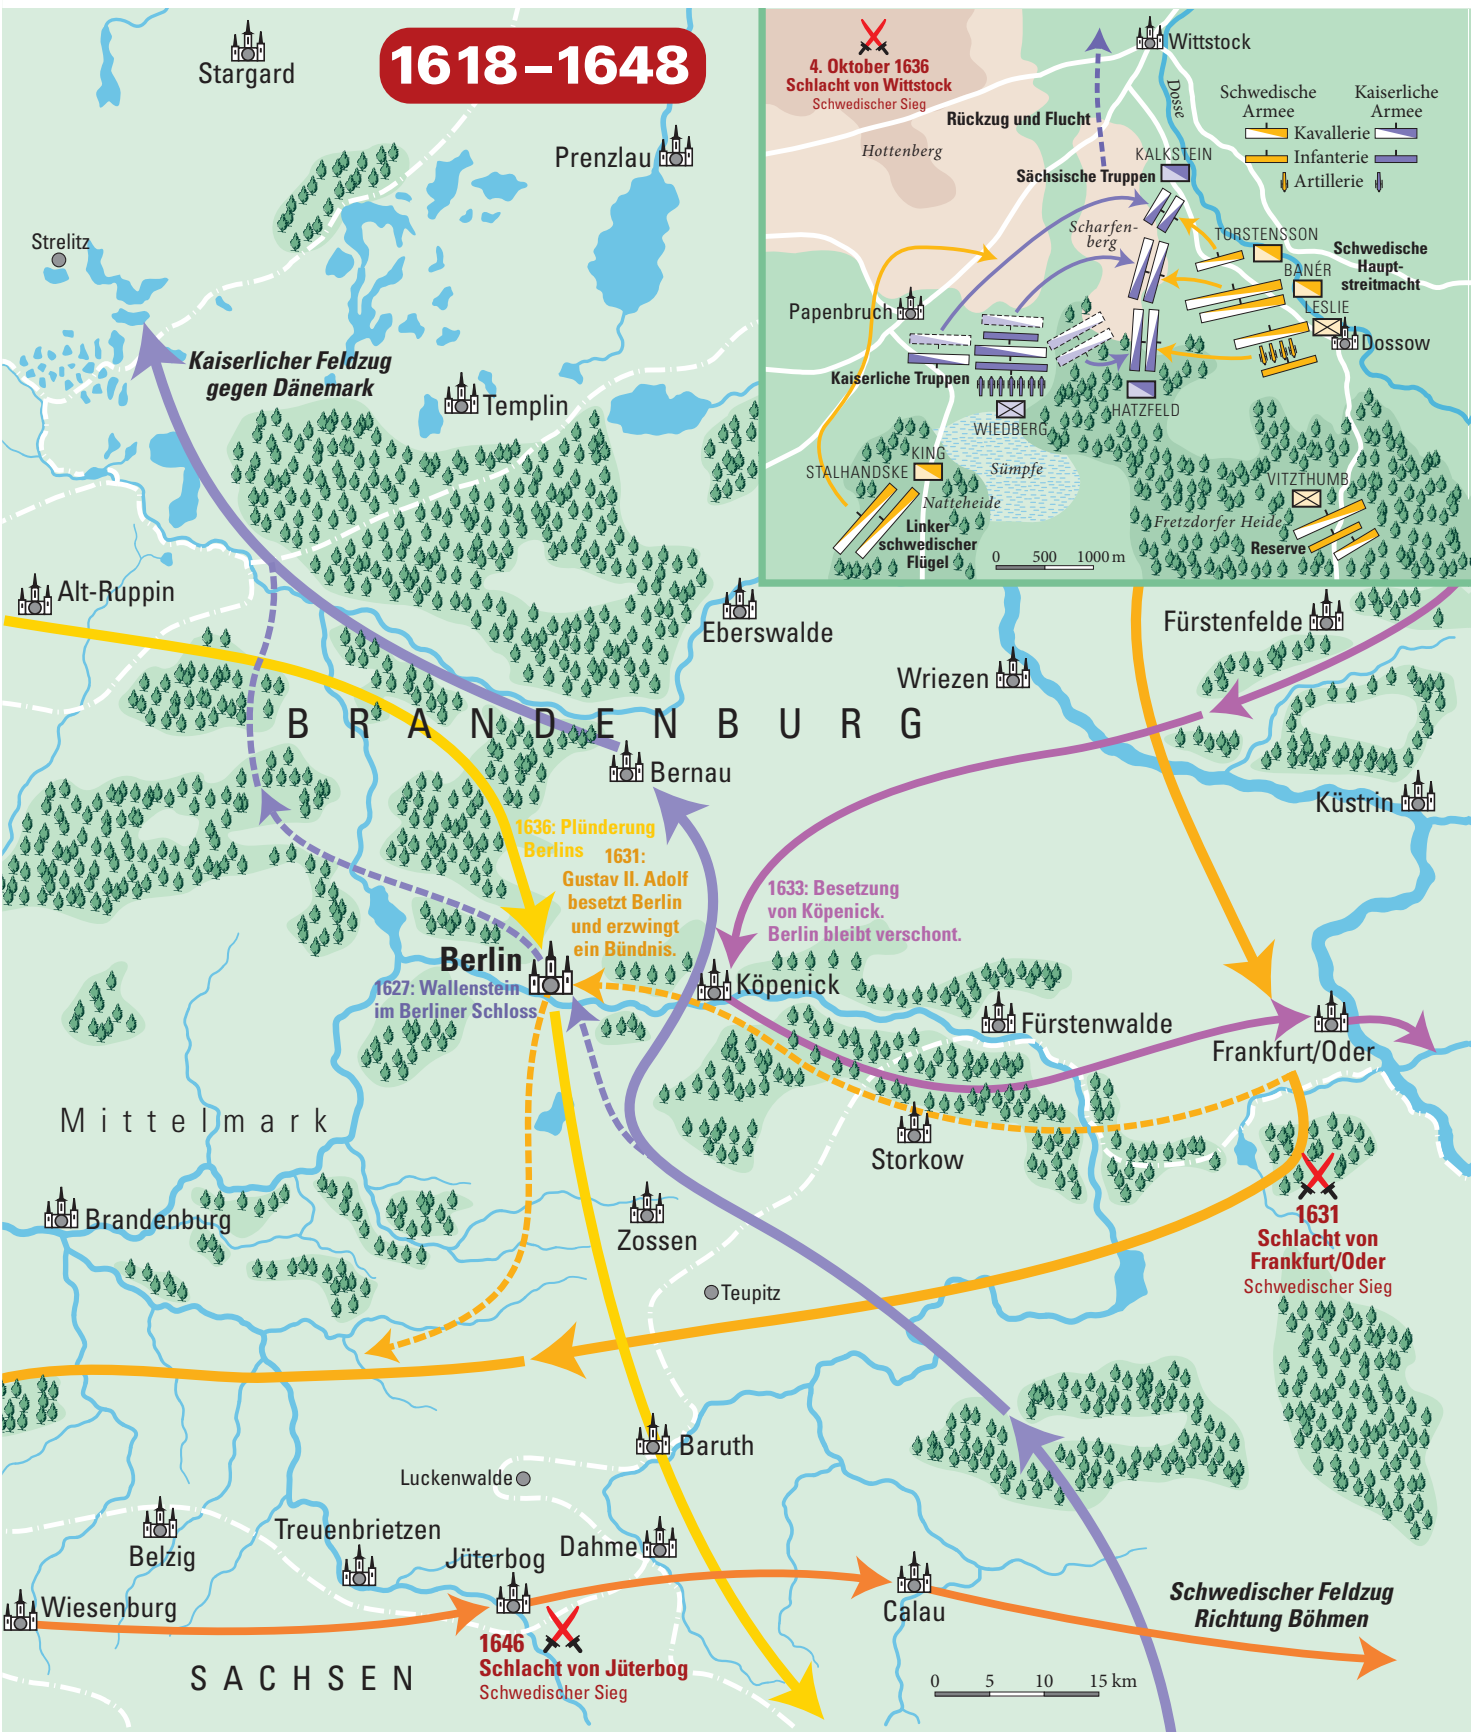 1618–1648
Stargard
Prenzlau
Strelitz
Kaiserlicher Feldzug
gegen Dänemark
Templin
Alt-Ruppin
Eberswalde
4. Oktober 1636
Schlacht von Wittstock
Schwedischer Sieg
Wittstock
Dosse
Rückzug und Flucht
Hottenberg
Schwedische
Armee
Kaiserliche
Armee
Kavallerie
Infanterie
Artillerie
KALKSTEIN
Sächsische Truppen
Scharfen-
berg
TORSTENSSON
Schwedische
Haupt-
streitmacht
BANÉR
LESLIE
Dossow
Papenbruch
Kaiserliche Truppen
WIEDBERG
HATZFELD
KING
STALHANDSKE
Sümpfe
Natteheide
Linker
schwedischer
Flügel
VITZTHUMB
Fretzdorfer Heide
Reserve
0 500 1000 m
Fürstenfelde
Wriezen
BRANDENBURG
Bernau
Küstrin
1636: Plünderung
Berlins
1631:
Gustav II. Adolf
besetzt Berlin
und erzwingt
ein Bündnis.
1633: Besetzung
von Köpenick.
Berlin bleibt verschont.
Berlin
1627: Wallenstein
im Berliner Schloss
Köpenick
Fürstenwalde
Frankfurt/Oder
Mittelmark
Storkow
Brandenburg
Zossen
1631
Schlacht von
Frankfurt/Oder
Schwedischer Sieg
Teupitz
Baruth
Luckenwalde
Belzig
Treuenbrietzen
Jüterbog
Dahme
Wiesenburg
Calau
Schwedischer Feldzug
Richtung Böhmen
1646
Schlacht von Jüterbog
Schwedischer Sieg
SACHSEN
0 5 10 15 km